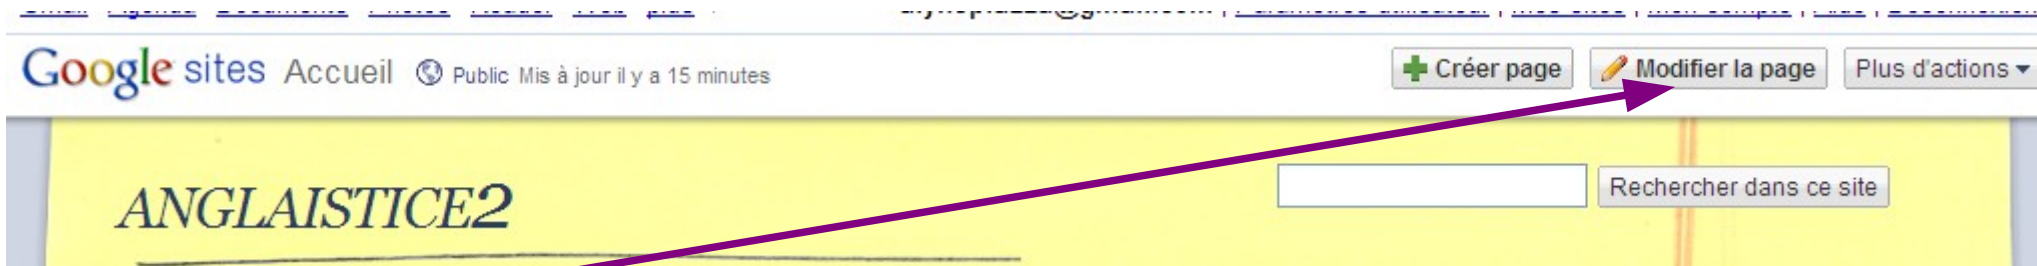 Google sites Accueil Public Mis à jour il y a 15 minutes Créer page Modifier la page Plus d'actions
ANGLAISTICE2
Rechercher dans ce site